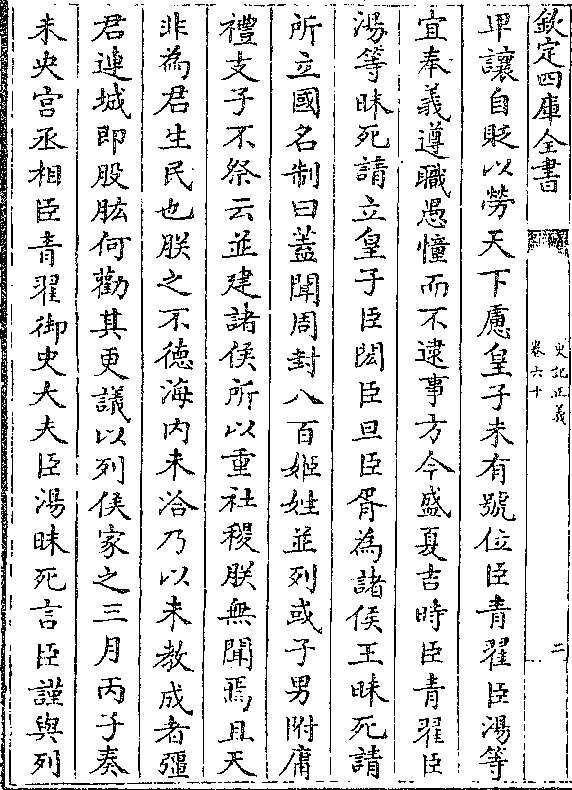 欽定四庫全書
史記正義
卷六十
二
卑讓自貶以勞天下慮皇子未有號位臣青翟臣湯等
宜奉義遵職愚憧而不逮事方今盛夏吉時臣青翟臣
湯等昧死請立皇子臣閎臣旦臣胥為諸侯王昧死請
所立國名制曰蓋聞周封八百姬姓並列或子男附庸
禮支子不祭云並建諸侯所以重社稷朕無聞焉且天
非為君生民也朕之不德海内未洽乃以未教成者彊
君連城即股肱何勸其更議以列侯家之三月丙子奏
未央宫丞相臣青翟御史大夫臣湯昧死言臣謹與列